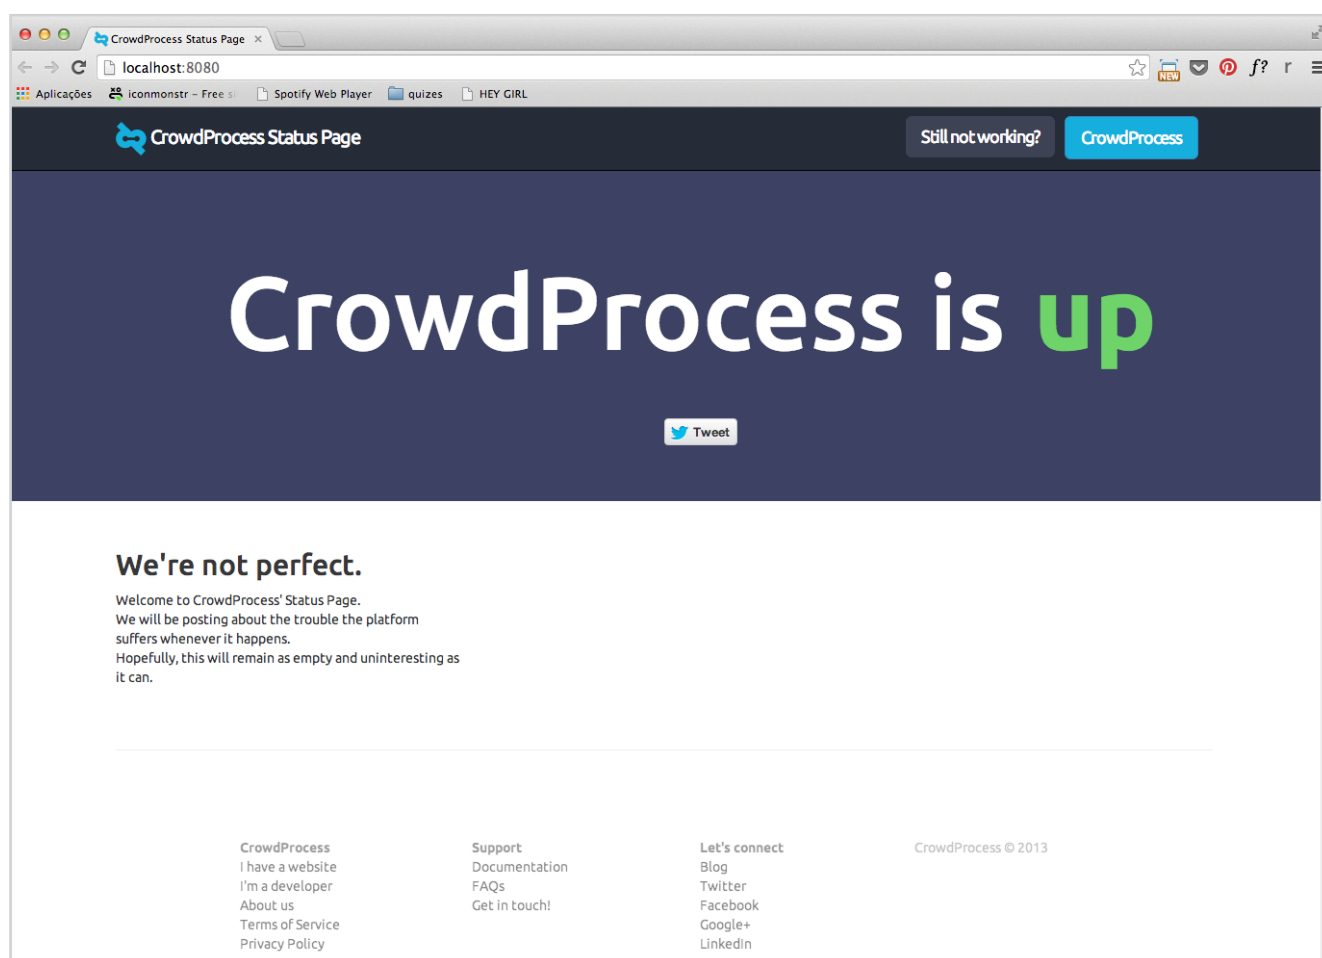 CrowdProcess Status Page
localhost:8080
NEW
f?
r
Aplicações
iconmonstr – Free s
Spotify Web Player
quizes
HEY GIRL
CrowdProcess Status Page
Still not working?
CrowdProcess
CrowdProcess is up
Tweet
We're not perfect.
Welcome to CrowdProcess' Status Page.
We will be posting about the trouble the platform
suffers whenever it happens.
Hopefully, this will remain as empty and uninteresting as
it can.
CrowdProcess
I have a website
I'm a developer
About us
Terms of Service
Privacy Policy
Support
Documentation
FAQs
Get in touch!
Let's connect
Blog
Twitter
Facebook
Google+
LinkedIn
CrowdProcess © 2013